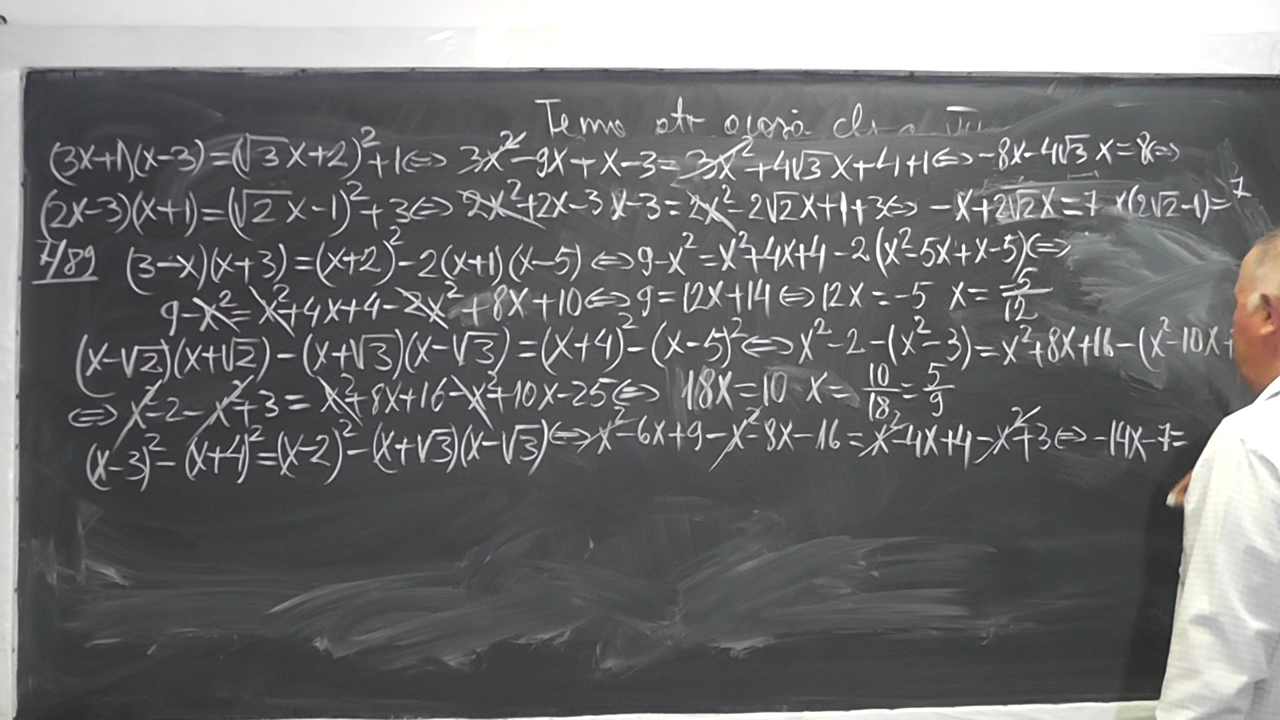 Temă
(3x+1)(x-3)=(√3x+2)²+1⇔ 3x²-9x+x-3=3x²+4√3x+4+1⇔-8x-4√3x=8⇔
(2x-3)(x+1)=(√2x-1)²+3⇔ 2x²+2x-3x-3=2x²-2√2x+1+3⇔ -x+2√2x=7 x(2√2-1)=7
7/89 (3-x)(x+3)=(x+2)²-2(x+1)(x-5)⇔9-x²=x²+4x+4-2(x²-5x+x-5)⇔
9-x²=x²+4x+4-2x²+8x+10⇔9=12x+14⇔12x=-5 x=-5/12
(x-√2)(x+√2)-(x+√3)(x-√3)=(x+4)²-(x-5)²⇔x²-2-(x²-3)=x²+8x+16-(x²-10x+
⇔x²-2-x²+3=x²+8x+16-x²+10x-25⇔ 18x=10 x=10/18=5/9
(x-3)²-(x+4)²=(x-2)²-(x+√3)(x-√3)⇔x²-6x+9-x²-8x-16=x²-4x+4-x²+3⇔-14x-7=